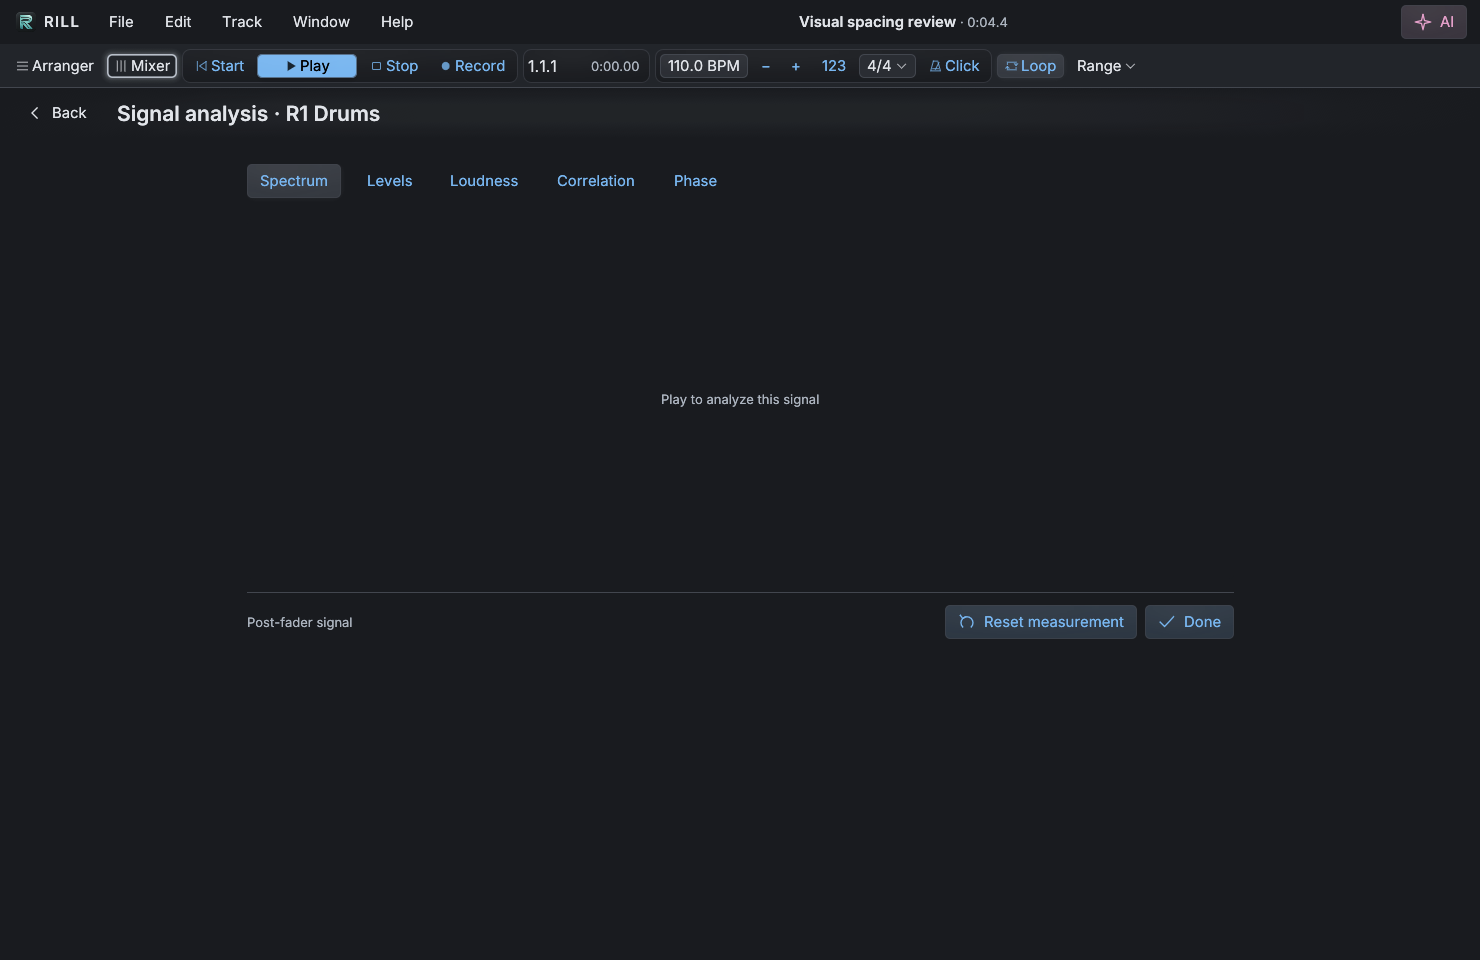 RILL File Edit Track Window Help Visual spacing review · 0:04.4 AI
Arranger Mixer Start Play Stop Record 1.1.1 0:00.00 110.0 BPM − + 123 4/4 Click Loop Range
Back Signal analysis · R1 Drums
Spectrum Levels Loudness Correlation Phase
Play to analyze this signal
Post-fader signal Reset measurement Done